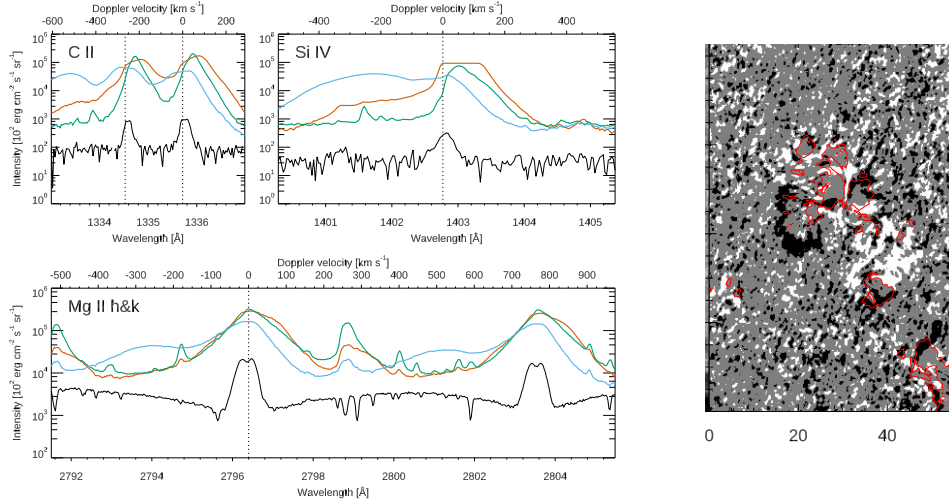 Doppler velocity [km s-1]
-600 -400 -200 0 200
C II
Intensity [10² erg cm-2 s-1 sr-1]
10⁶
10⁵
10⁴
10³
10²
10¹
10⁰
1334 1335 1336
Wavelength [Å]
Doppler velocity [km s-1]
-400 -200 0 200 400
Si IV
1401 1402 1403 1404 1405
Wavelength [Å]
Doppler velocity [km s-1]
-500 -400 -300 -200 -100 0 100 200 300 400 500 600 700 800 900
Mg II h&k
Intensity [10² erg cm-2 s-1 sr-1]
10⁶
10⁵
10⁴
10³
10²
2792 2794 2796 2798 2800 2802 2804
Wavelength [Å]
0 20 40